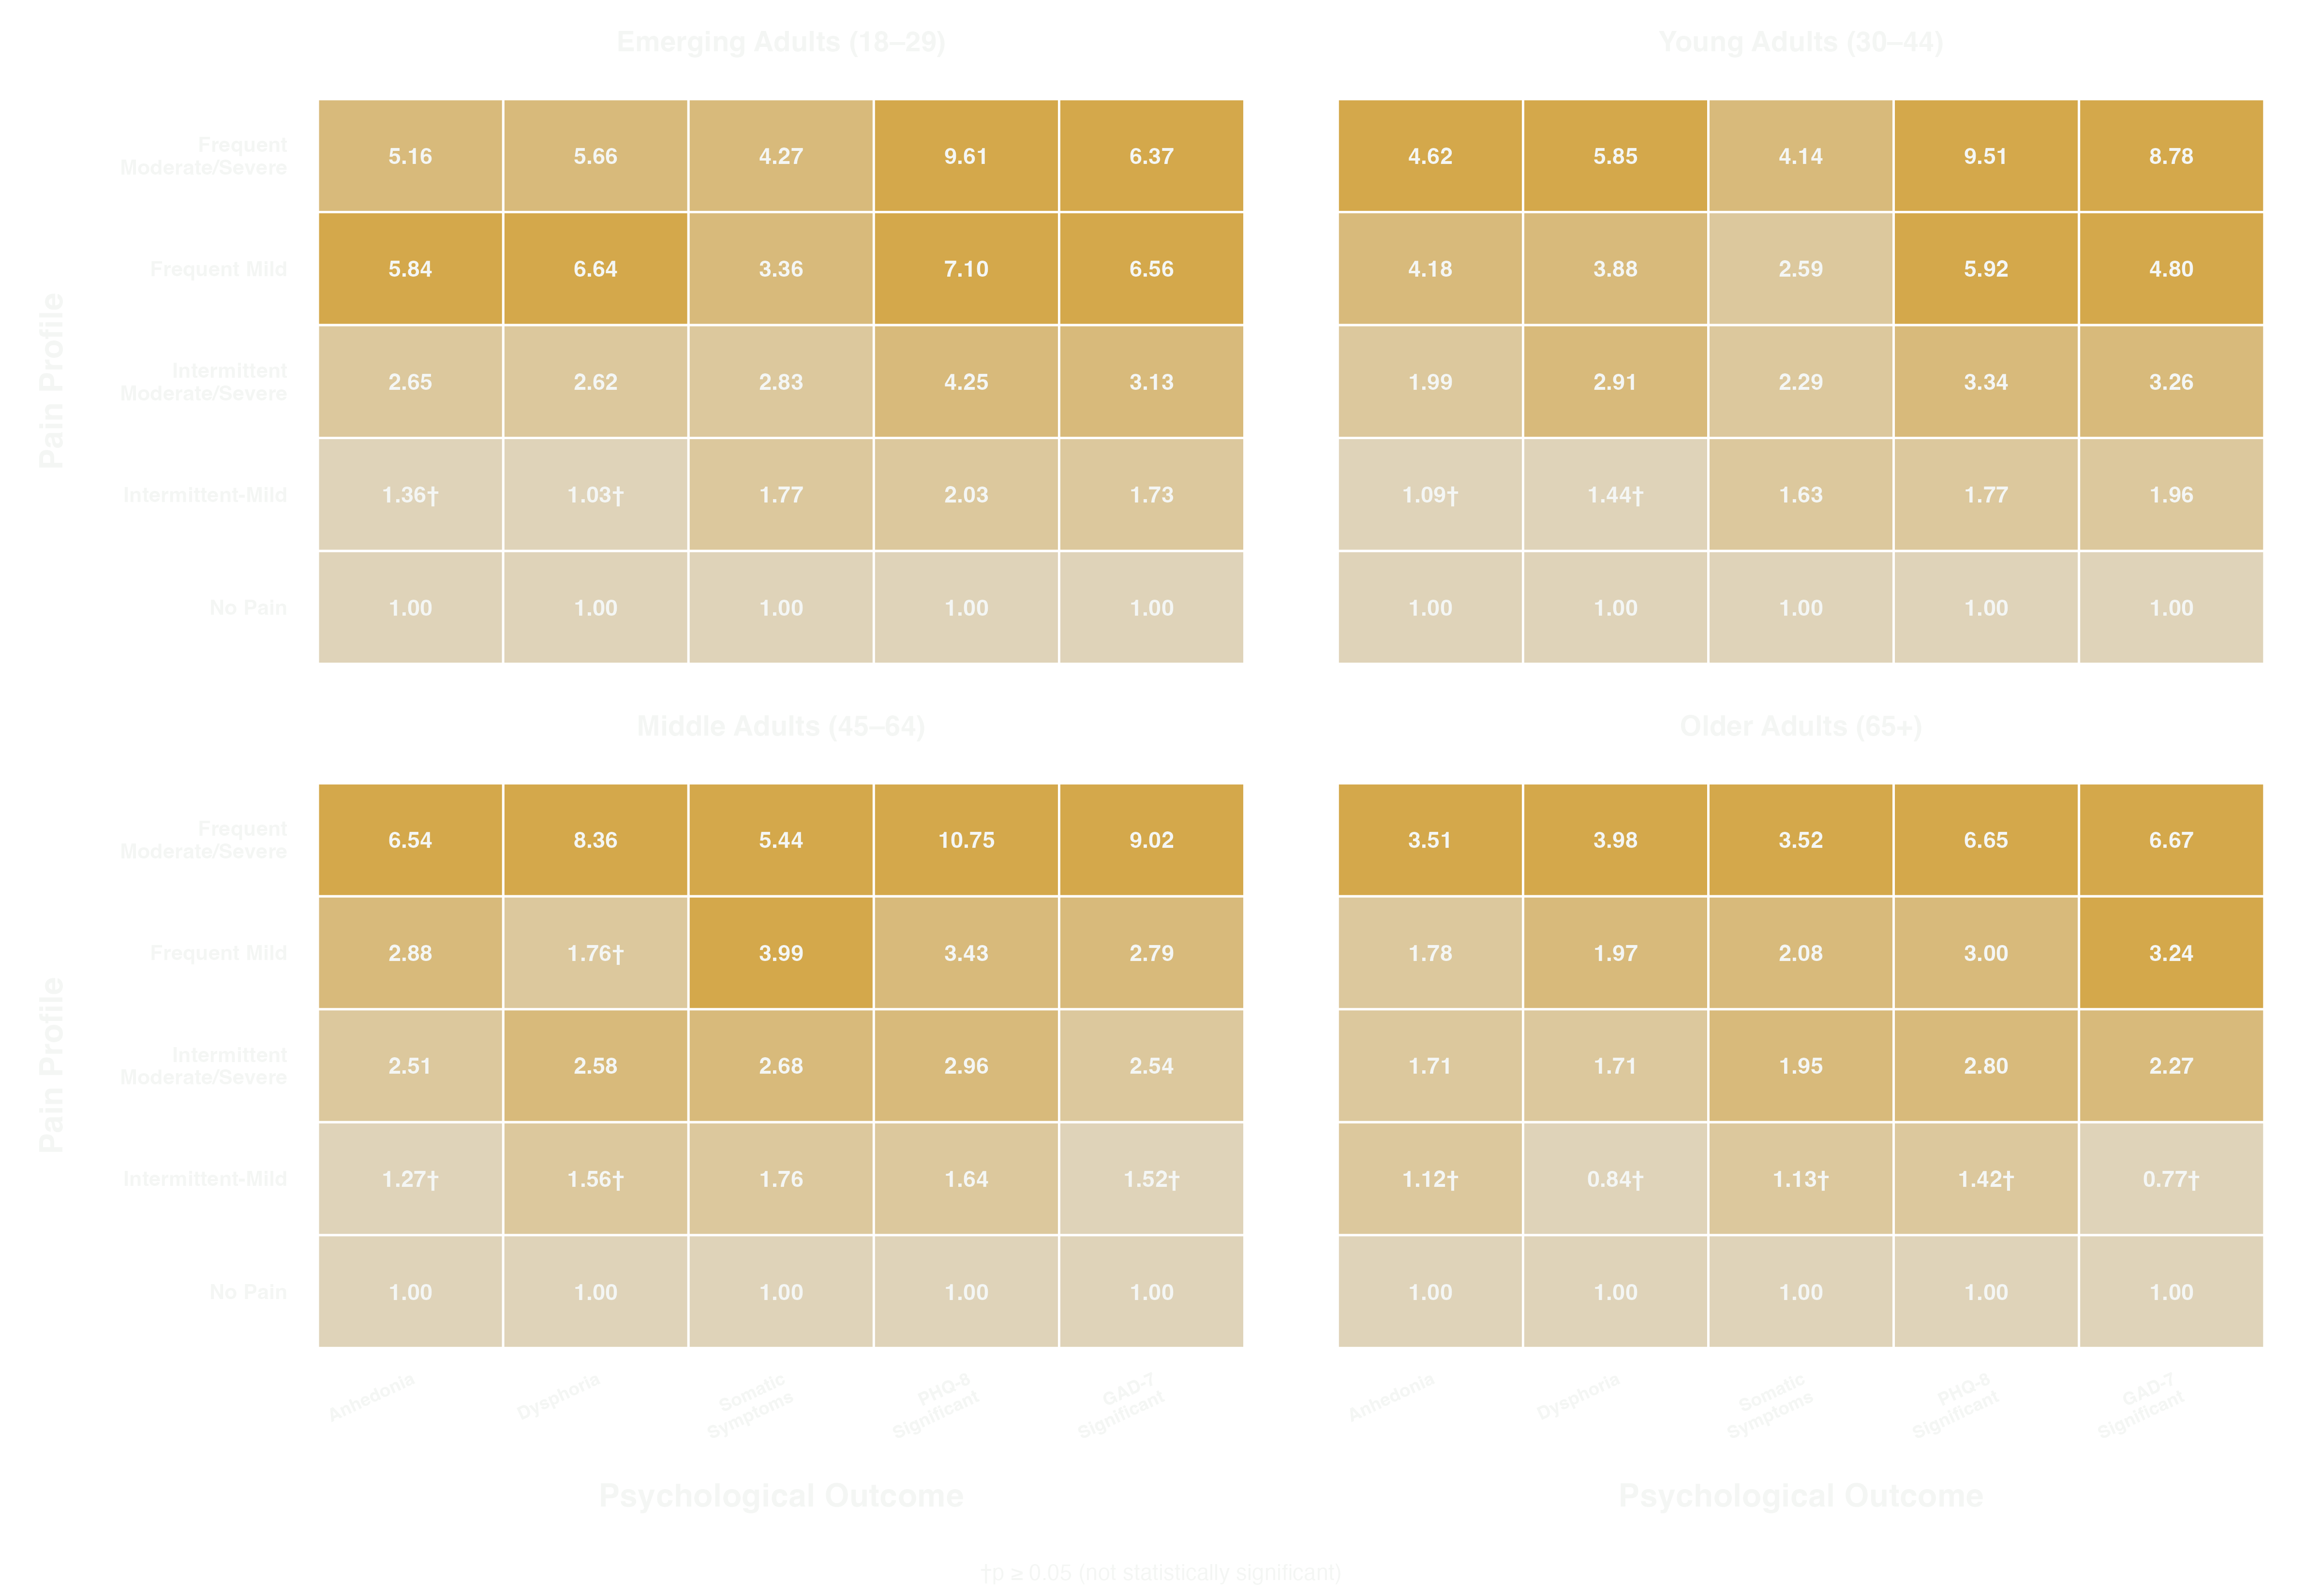 Emerging Adults (18–29)
Young Adults (30–44)
Pain Profile
Frequent
Moderate/Severe
5.16 5.66 4.27 9.61 6.37
4.62 5.85 4.14 9.51 8.78
Frequent Mild
5.84 6.64 3.36 7.10 6.56
4.18 3.88 2.59 5.92 4.80
Intermittent
Moderate/Severe
2.65 2.62 2.83 4.25 3.13
1.99 2.91 2.29 3.34 3.26
Intermittent-Mild
1.36† 1.03† 1.77 2.03 1.73
1.09† 1.44† 1.63 1.77 1.96
No Pain
1.00 1.00 1.00 1.00 1.00
1.00 1.00 1.00 1.00 1.00
Middle Adults (45–64)
Older Adults (65+)
Pain Profile
Frequent
Moderate/Severe
6.54 8.36 5.44 10.75 9.02
3.51 3.98 3.52 6.65 6.67
Frequent Mild
2.88 1.76† 3.99 3.43 2.79
1.78 1.97 2.08 3.00 3.24
Intermittent
Moderate/Severe
2.51 2.58 2.68 2.96 2.54
1.71 1.71 1.95 2.80 2.27
Intermittent-Mild
1.27† 1.56† 1.76 1.64 1.52†
1.12† 0.84† 1.13† 1.42† 0.77†
No Pain
1.00 1.00 1.00 1.00 1.00
1.00 1.00 1.00 1.00 1.00
Anhedonia
Dysphoria
Somatic
Symptoms
PHQ-8
Significant
GAD-7
Significant
Anhedonia
Dysphoria
Somatic
Symptoms
PHQ-8
Significant
GAD-7
Significant
Psychological Outcome
Psychological Outcome
†p ≥ 0.05 (not statistically significant)